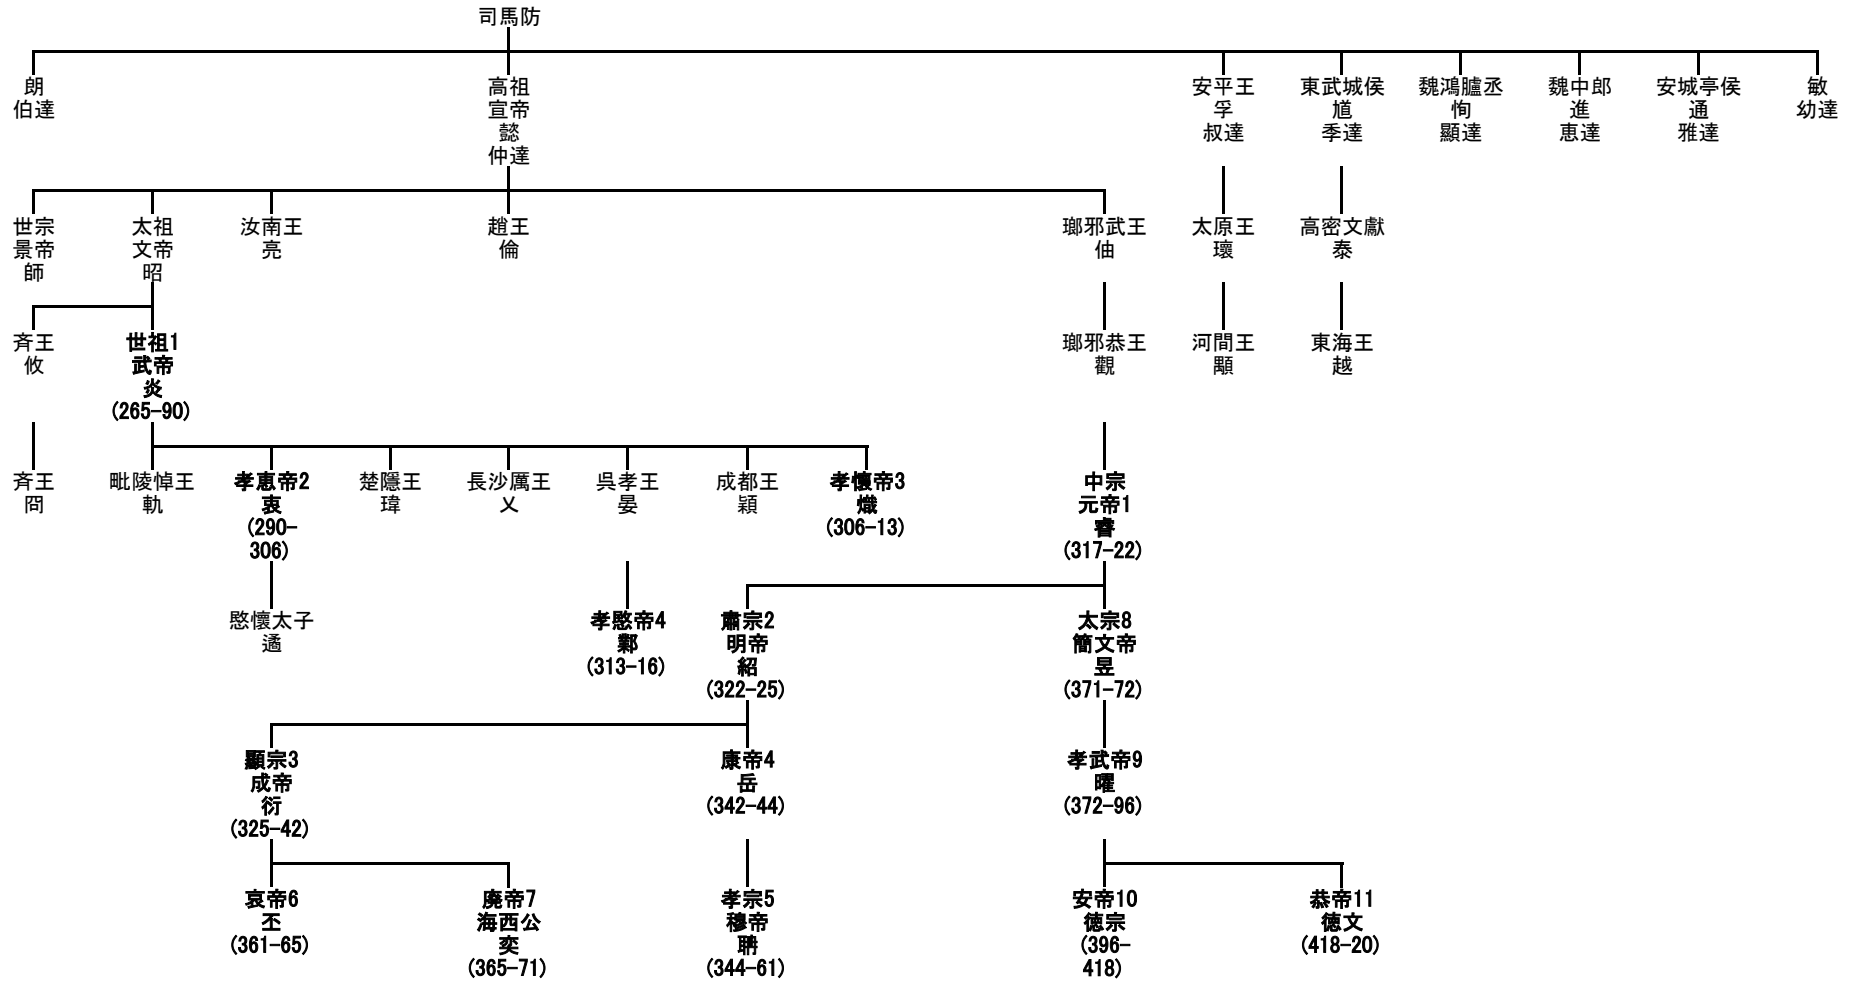 司馬防
朗
伯達
高祖
宣帝
懿
仲達
安平王
孚
叔達
東武城侯
馗
季達
魏鴻臚丞
恂
顯達
魏中郎
進
恵達
安城亭侯
通
雅達
敏
幼達
世宗
景帝
師
太祖
文帝
昭
汝南王
亮
趙王
倫
瑯邪武王
伷
太原王
瓌
高密文獻
泰
斉王
攸
世祖1
武帝
炎
(265-90)
瑯邪恭王
觀
河間王
顒
東海王
越
斉王
冏
毗陵悼王
軌
孝恵帝2
衷
(290-
306)
楚隱王
瑋
長沙厲王
乂
呉孝王
晏
成都王
穎
孝懷帝3
熾
(306-13)
中宗
元帝1
睿
(317-22)
愍懷太子
遹
孝愍帝4
鄴
(313-16)
肅宗2
明帝
紹
(322-25)
太宗8
簡文帝
昱
(371-72)
顯宗3
成帝
衍
(325-42)
康帝4
岳
(342-44)
孝武帝9
曜
(372-96)
哀帝6
丕
(361-65)
廃帝7
海西公
奕
(365-71)
孝宗5
穆帝
聃
(344-61)
安帝10
徳宗
(396-
418)
恭帝11
徳文
(418-20)